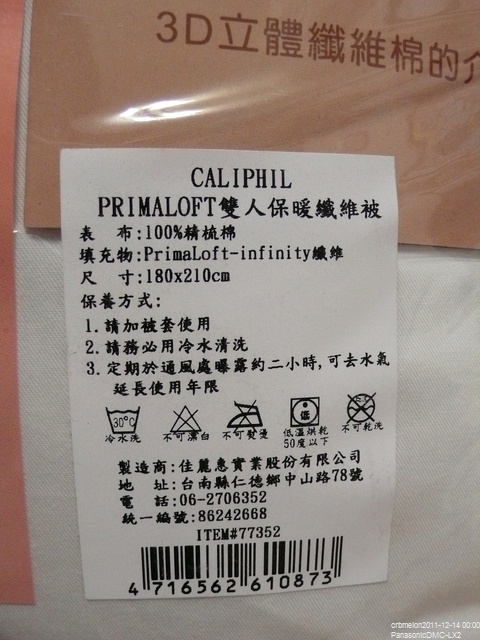 3D立體纖維棉的介
CALIPHIL
PRIMALOFT雙人保暖纖維被
表 布:100%精梳棉
填充物:PrimaLoft-infinity纖維
尺 寸:180x210cm
保養方式:
1.請加被套使用
2.請務必用冷水清洗
3.定期於通風處曝露約二小時,可去水氣
延長使用年限
30°C
冷水洗 不可漂白 不可熨燙 低溫烘乾 不可乾洗
50度以下
製造商:佳麗惠實業股份有限公司
地 址:台南縣仁德鄉中山路78號
電 話:06-2706352
統一編號:86242668
ITEM#77352
4 716562 610873
crbmelon2011-12-14 00:00
PanasonicDMC-LX2